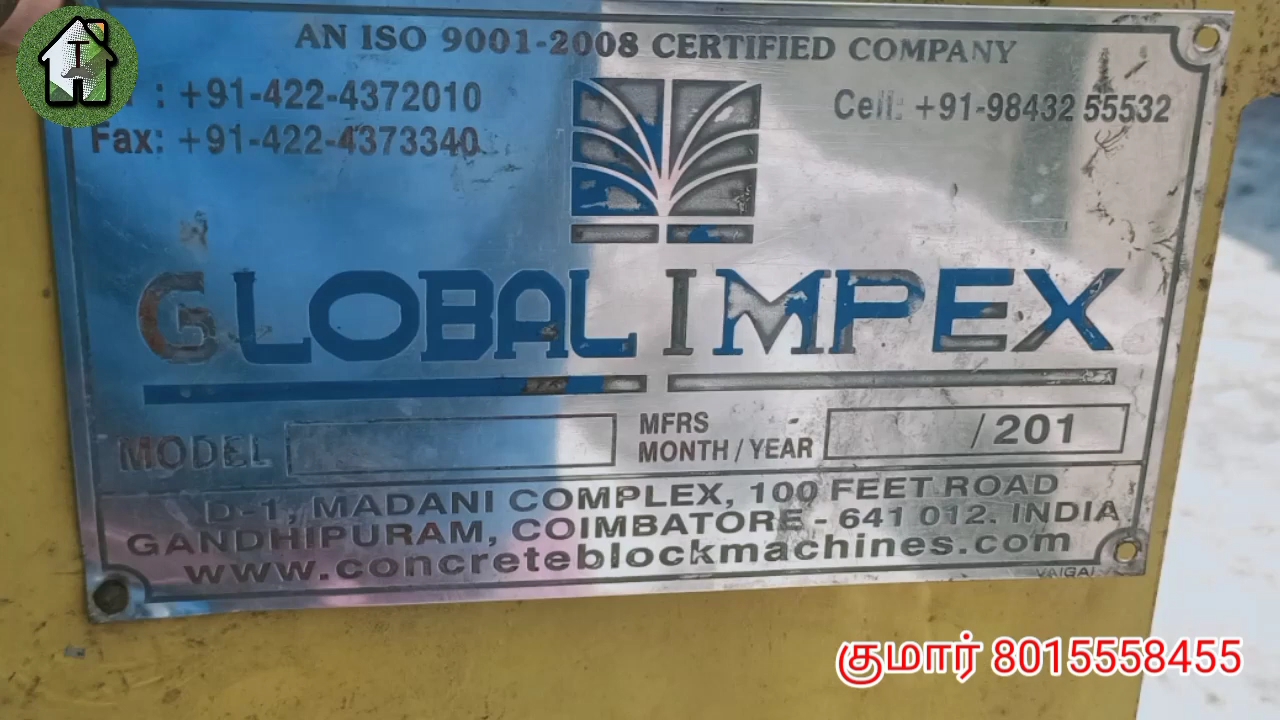 AN ISO 9001-2008 CERTIFIED COMPANY
: +91-422-4372010
Fax: +91-422-4373340
Cell: +91-98432 55532
GLOBAL IMPEX
MODEL
MFRS -
MONTH / YEAR
/ 201
D-1, MADANI COMPLEX, 100 FEET ROAD
GANDHIPURAM, COIMBATORE - 641 012. INDIA
www.concreteblockmachines.com
VAIGAI
குமார் 8015558455